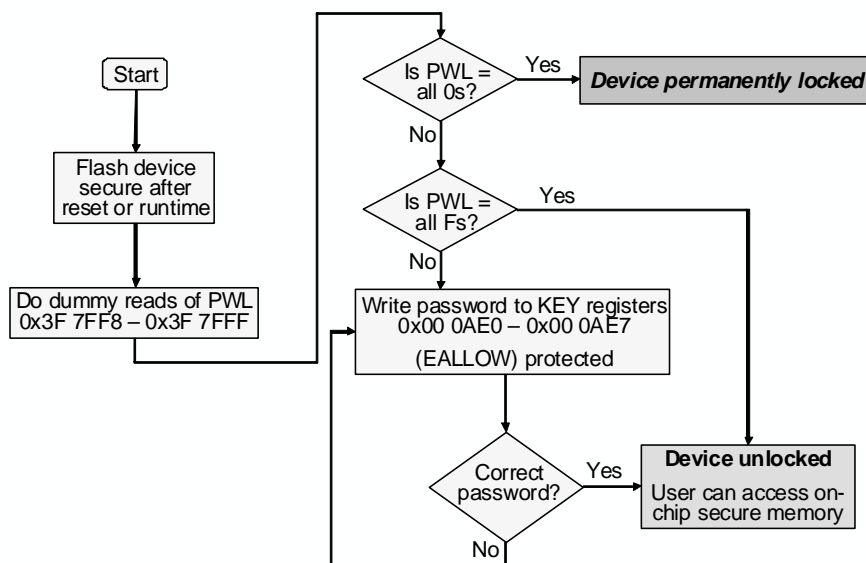 Start
Flash device
secure after
reset or runtime
Do dummy reads of PWL
0x3F 7FF8 – 0x3F 7FFF
Is PWL =
all 0s?
Yes
Device permanently locked
No
Is PWL =
all Fs?
Yes
No
Write password to KEY registers
0x00 0AE0 – 0x00 0AE7
(EALLOW) protected
Correct
password?
Yes
Device unlocked
User can access on-
chip secure memory
No